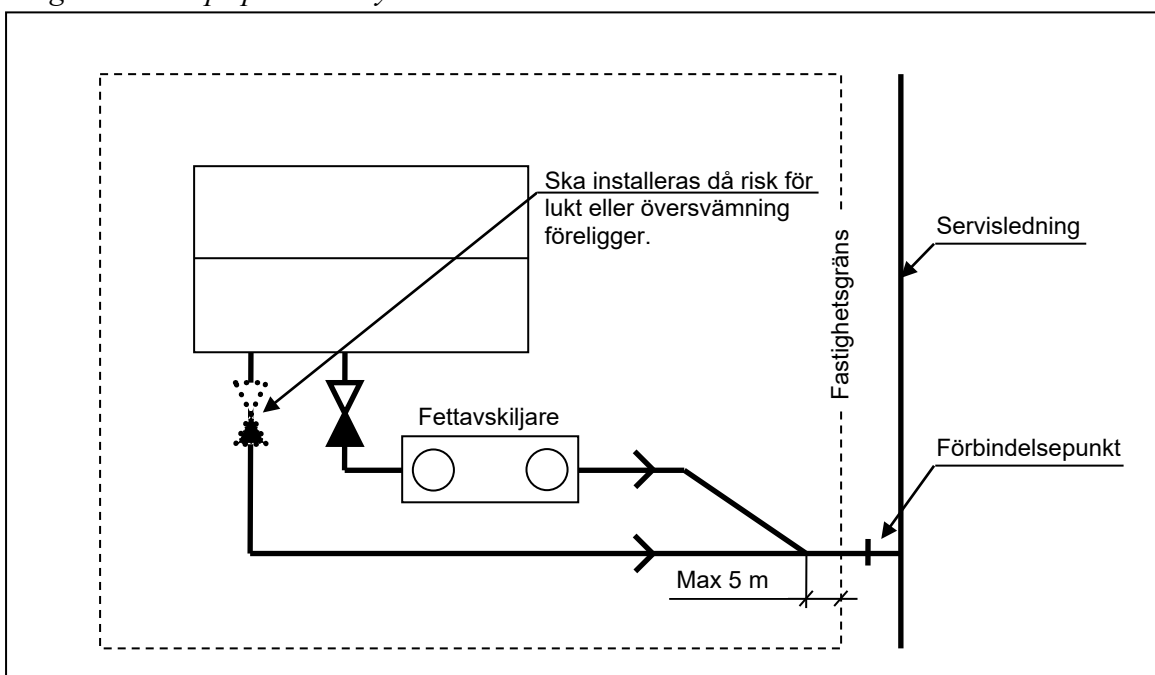 Ska installeras då risk för
lukt eller översvämning
föreligger.
Servisledning
Fastighetsgräns
Fettavskiljare
Förbindelsepunkt
Max 5 m